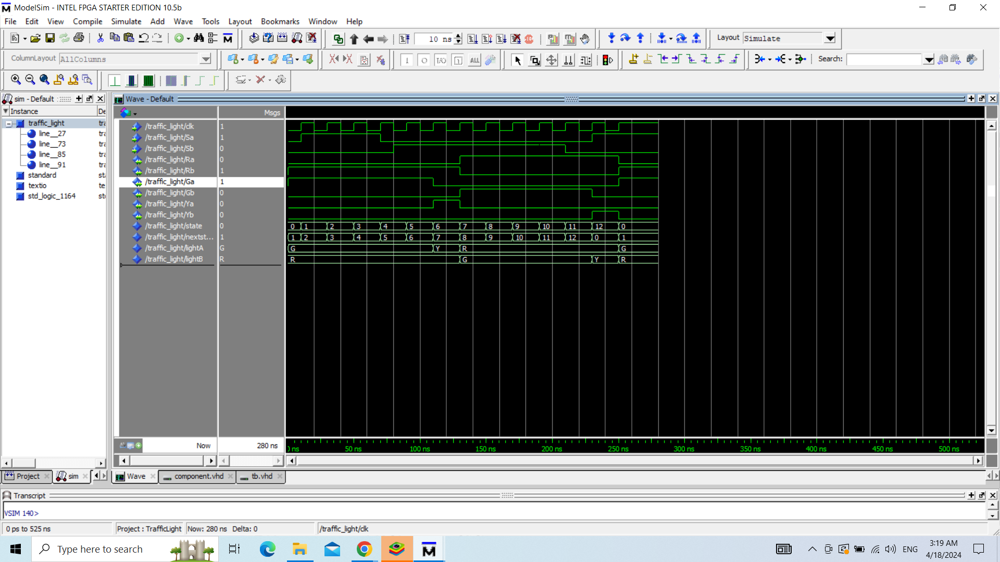 ModelSim - INTEL FPGA STARTER EDITION 10.5b
File Edit View Compile Simulate Add Wave Tools Layout Bookmarks Window Help
10 ns
Layout Simulate
ColumnLayout AllColumns
I/O
ALL
Search:
sim - Default
Wave - Default
Instance
De
Msgs
traffic_light
tra
line__27
tra
line__73
tra
line__85
tra
line__91
tra
standard
sta
textio
te
std_logic_1164
std
/traffic_light/clk 1
/traffic_light/Sa 1
/traffic_light/Sb 0
/traffic_light/Ra 0
/traffic_light/Rb 1
/traffic_light/Ga 1
/traffic_light/Gb 0
/traffic_light/Ya 0
/traffic_light/Yb 0
/traffic_light/state 0 0 1 2 3 4 5 6 7 8 9 10 11 12 0
/traffic_light/nextst... 1 1 2 3 4 5 6 7 8 9 10 11 12 0 1
/traffic_light/lightA G G Y R G
/traffic_light/lightB R R G Y R
Now 280 ns
ns 50 ns 100 ns 150 ns 200 ns 250 ns 300 ns 350 ns 400 ns 450 ns 500 ns
Project sim
Wave component.vhd tb.vhd
Transcript
VSIM 140>
0 ps to 525 ns Project : TrafficLight Now: 280 ns Delta: 0 /traffic_light/clk
Type here to search
ENG
3:19 AM
4/18/2024